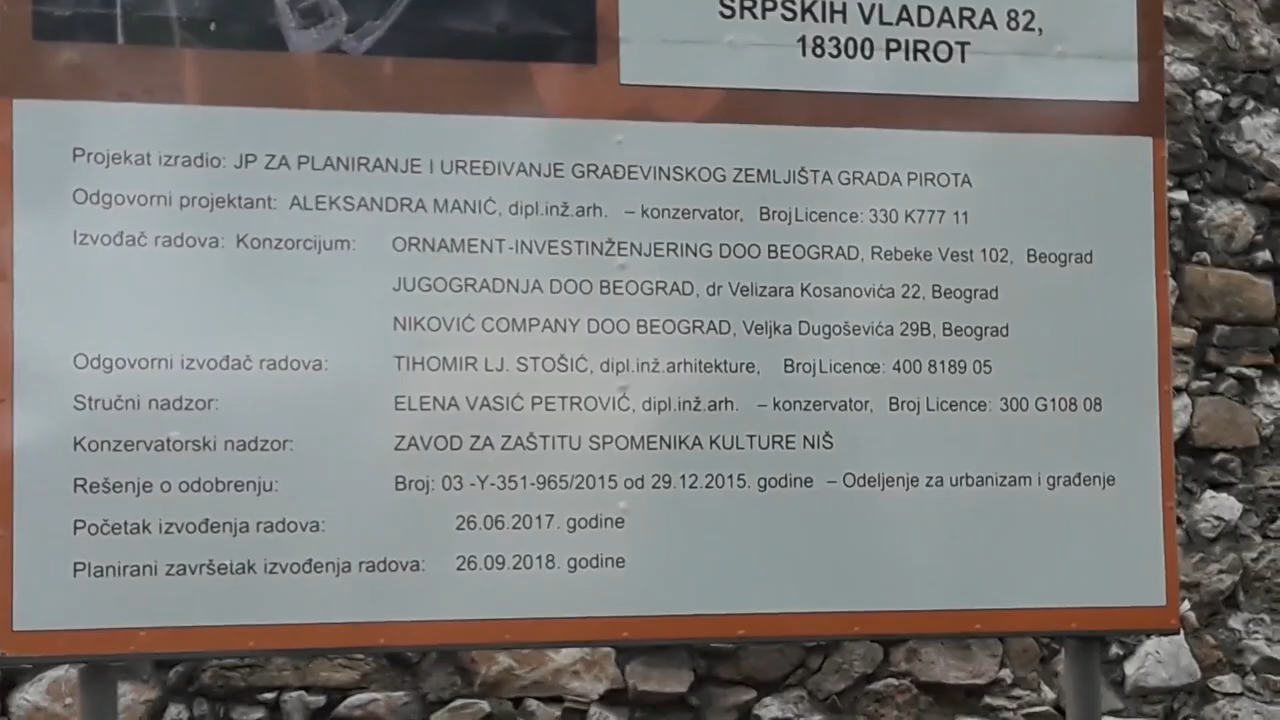 SRPSKIH VLADARA 82,
18300 PIROT
Projekat izradio: JP ZA PLANIRANJE I UREĐIVANJE GRAĐEVINSKOG ZEMLJIŠTA GRADA PIROTA
Odgovorni projektant: ALEKSANDRA MANIĆ, dipl.inž.arh. – konzervator, Broj Licence: 330 K777 11
Izvođač radova: Konzorcijum: ORNAMENT-INVESTINŽENJERING DOO BEOGRAD, Rebeke Vest 102, Beograd
JUGOGRADNJA DOO BEOGRAD, dr Velizara Kosanovića 22, Beograd
NIKOVIĆ COMPANY DOO BEOGRAD, Veljka Dugoševića 29B, Beograd
Odgovorni izvođač radova: TIHOMIR LJ. STOŠIĆ, dipl.inž.arhitekture, Broj Licence: 400 8189 05
Stručni nadzor: ELENA VASIĆ PETROVIĆ, dipl.inž.arh. – konzervator, Broj Licence: 300 G108 08
Konzervatorski nadzor: ZAVOD ZA ZAŠTITU SPOMENIKA KULTURE NIŠ
Rešenje o odobrenju: Broj: 03 -Y-351-965/2015 od 29.12.2015. godine – Odeljenje za urbanizam i građenje
Početak izvođenja radova: 26.06.2017. godine
Planirani završetak izvođenja radova: 26.09.2018. godine